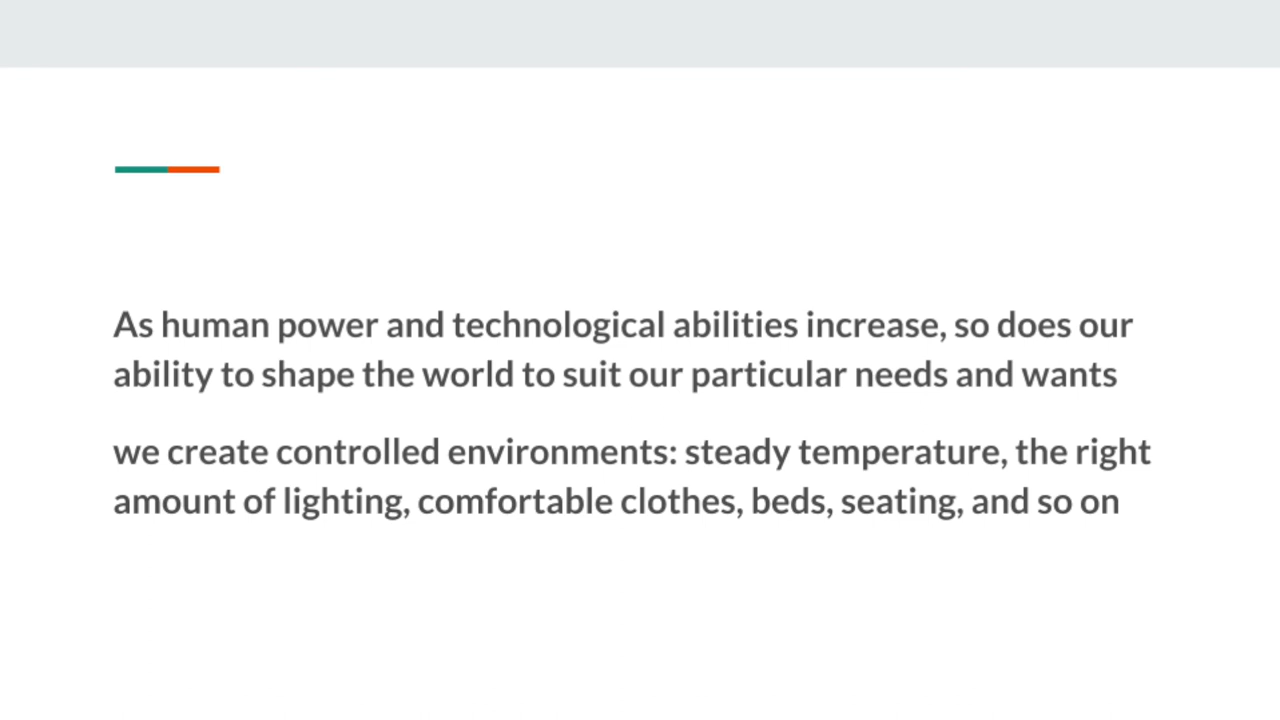 As human power and technological abilities increase, so does our
ability to shape the world to suit our particular needs and wants
we create controlled environments: steady temperature, the right
amount of lighting, comfortable clothes, beds, seating, and so on